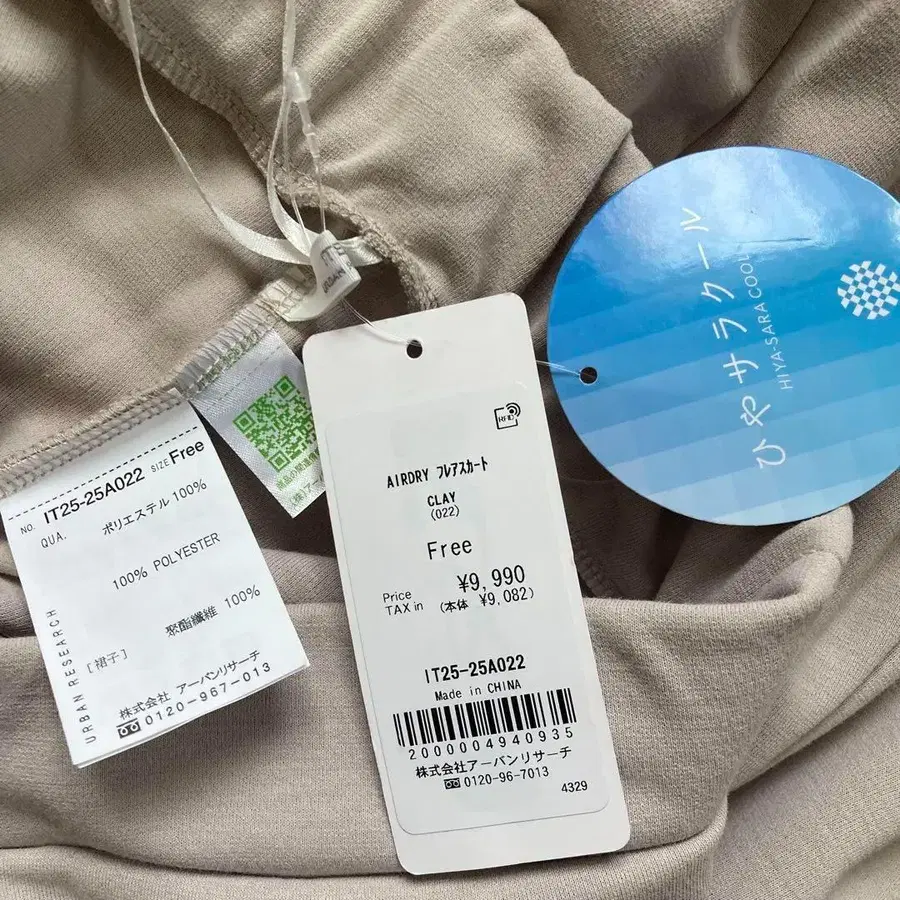 ひやサラクール
HIYA-SARA COOL
RFID
AIRDRY フレアスカート
CLAY
(022)
Free
Price ¥9,990
TAX in (本体 ¥9,082)
IT25-25A022
Made in CHINA
2000004940935
株式会社アーバンリサーチ
0120-96-7013
4329
NO. IT25-25A022 SIZE Free
QUA. ポリエステル 100%
100% POLYESTER
聚酯纖維 100%
[裙子]
URBAN RESEARCH
株式会社 アーバンリサーチ
0120-967-013